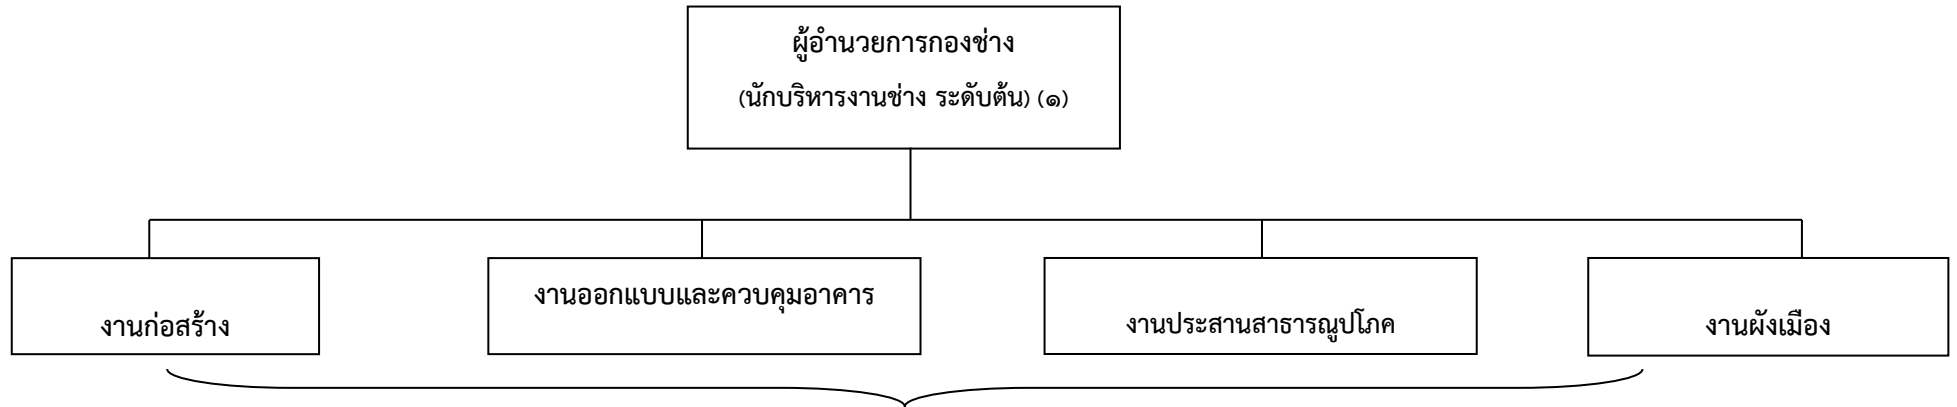 ผู้อำนวยการกองช่าง
(นักบริหารงานช่าง ระดับต้น) (๑)
งานก่อสร้าง
งานออกแบบและควบคุมอาคาร
งานประสานสาธารณูปโภค
งานผังเมือง